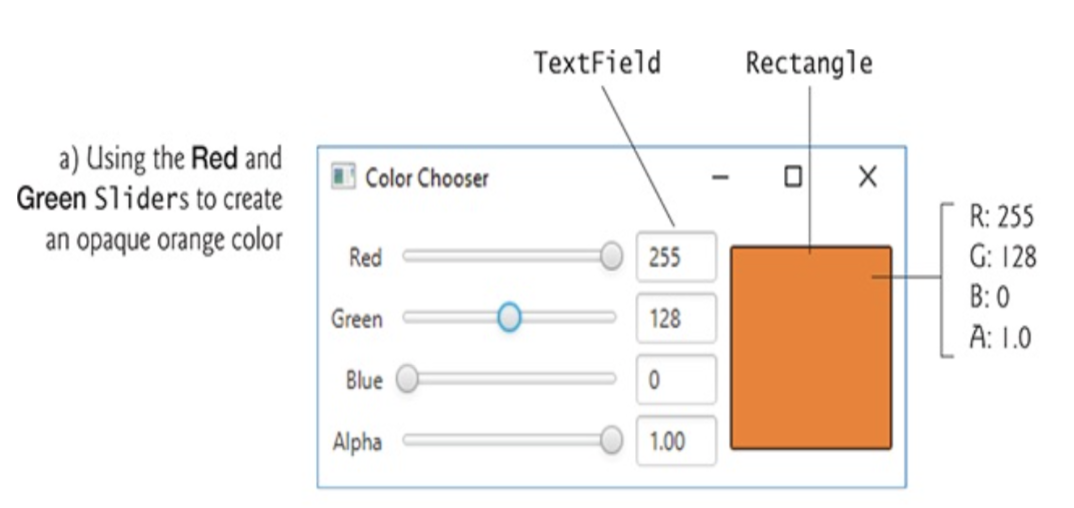 TextField
Rectangle
a) Using the Red and
Green Sliders to create
an opaque orange color
Color Chooser
Red
255
Green
128
Blue
0
Alpha
1.00
R: 255
G: 128
B: 0
A: 1.0